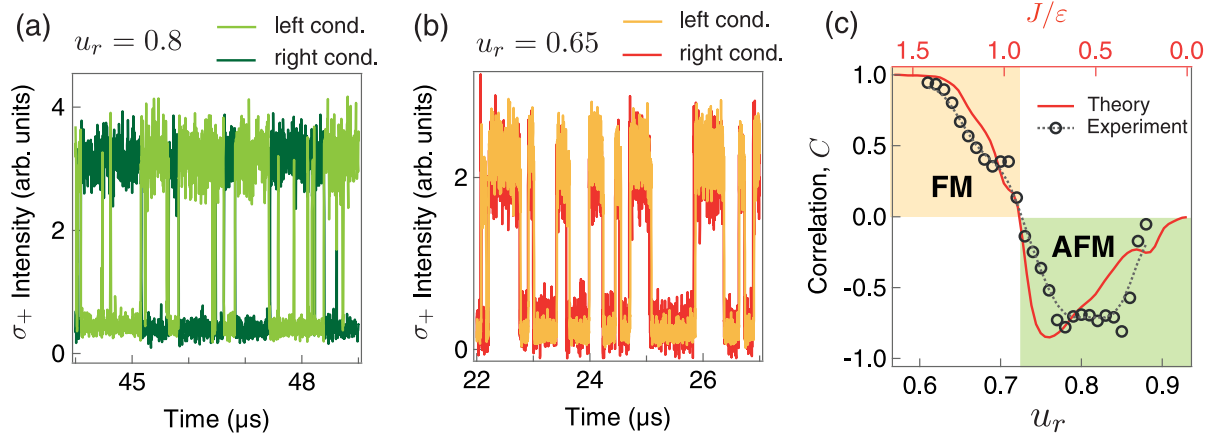 (a)
u_r = 0.8
left cond.
right cond.
σ+ Intensity (arb. units)
4
2
0
45
48
Time (μs)
(b)
u_r = 0.65
left cond.
right cond.
σ+ Intensity (arb. units)
2
0
22
24
26
Time (μs)
(c)
J/ε
1.5
1.0
0.5
0.0
Correlation, C
1.0
0.5
0.0
-0.5
-1.0
Theory
Experiment
FM
AFM
0.6
0.7
0.8
0.9
u_r